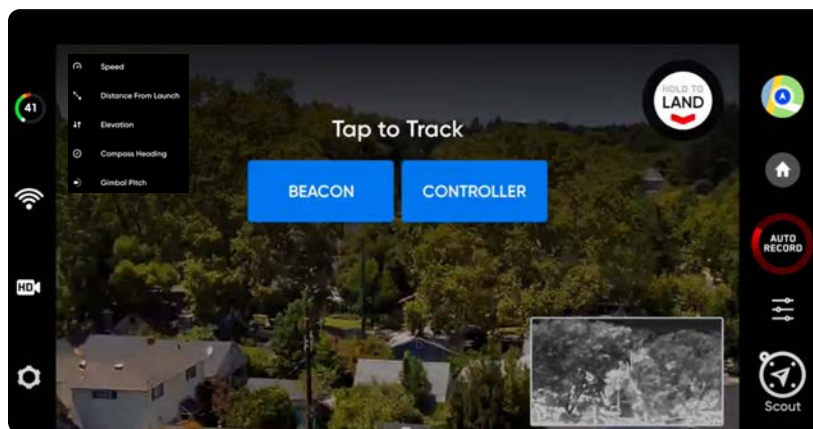 41
HD
Speed
Distance From Launch
Elevation
Compass Heading
Gimbal Pitch
Tap to Track
BEACON
CONTROLLER
HOLD TO
LAND
AUTO
RECORD
Scout